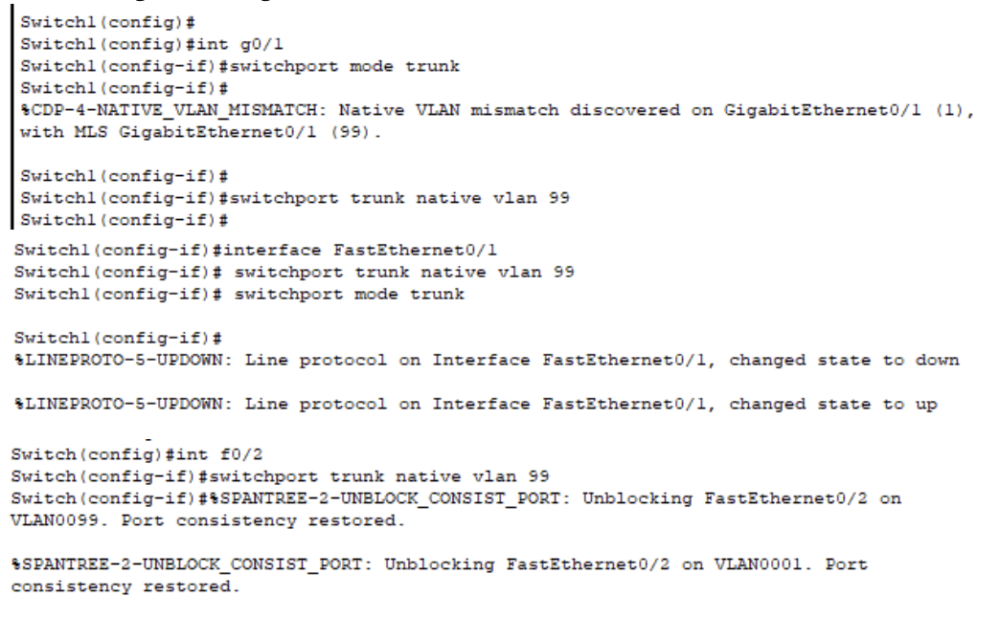 Switch1(config)#
Switch1(config)#int g0/1
Switch1(config-if)#switchport mode trunk
Switch1(config-if)#
%CDP-4-NATIVE_VLAN_MISMATCH: Native VLAN mismatch discovered on GigabitEthernet0/1 (1),
with MLS GigabitEthernet0/1 (99).
Switch1(config-if)#
Switch1(config-if)#switchport trunk native vlan 99
Switch1(config-if)#
Switch1(config-if)#interface FastEthernet0/1
Switch1(config-if)# switchport trunk native vlan 99
Switch1(config-if)# switchport mode trunk
Switch1(config-if)#
%LINEPROTO-5-UPDOWN: Line protocol on Interface FastEthernet0/1, changed state to down
%LINEPROTO-5-UPDOWN: Line protocol on Interface FastEthernet0/1, changed state to up
Switch(config)#int f0/2
Switch(config-if)#switchport trunk native vlan 99
Switch(config-if)#%SPANTREE-2-UNBLOCK_CONSIST_PORT: Unblocking FastEthernet0/2 on
VLAN0099. Port consistency restored.
%SPANTREE-2-UNBLOCK_CONSIST_PORT: Unblocking FastEthernet0/2 on VLAN0001. Port
consistency restored.